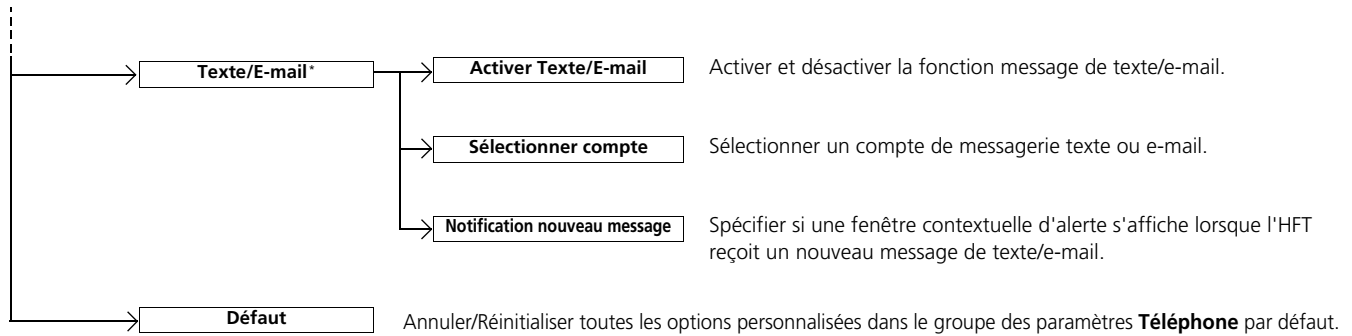 Texte/E-mail*
Activer Texte/E-mail
Activer et désactiver la fonction message de texte/e-mail.
Sélectionner compte
Sélectionner un compte de messagerie texte ou e-mail.
Notification nouveau message
Spécifier si une fenêtre contextuelle d'alerte s'affiche lorsque l'HFT
reçoit un nouveau message de texte/e-mail.
Défaut
Annuler/Réinitialiser toutes les options personnalisées dans le groupe des paramètres Téléphone par défaut.